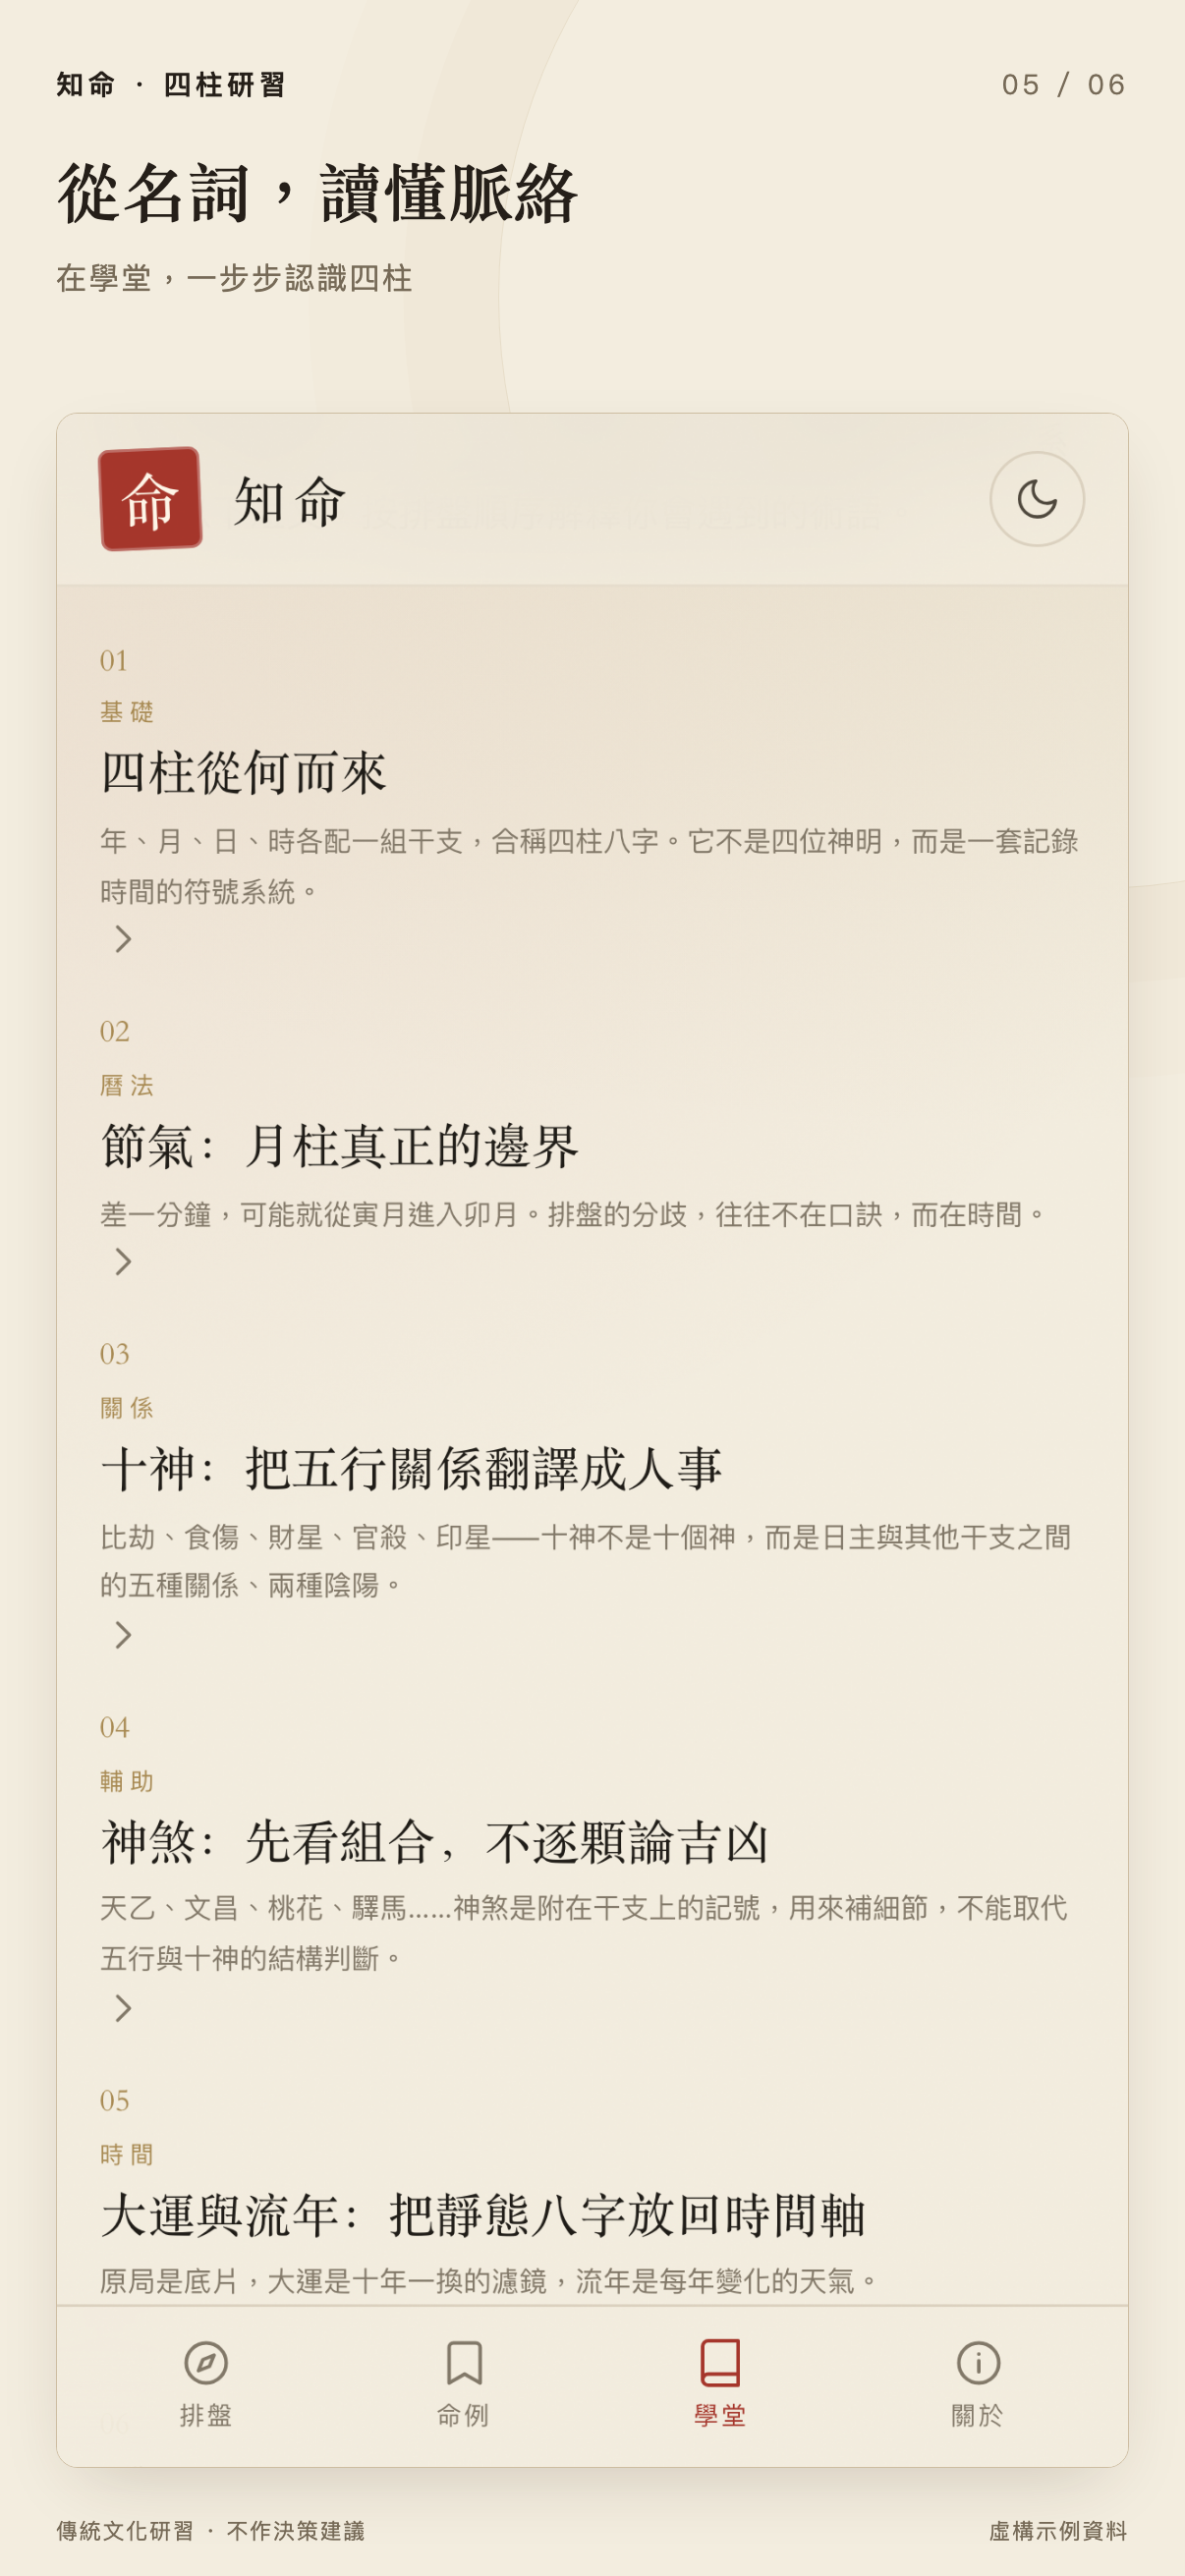 知命 · 四柱研習
05 / 06
從名詞，讀懂脈絡
在學堂，一步步認識四柱
命
知命
01
基礎
四柱從何而來
年、月、日、時各配一組干支，合稱四柱八字。它不是四位神明，而是一套記錄
時間的符號系統。
02
曆法
節氣：月柱真正的邊界
差一分鐘，可能就從寅月進入卯月。排盤的分歧，往往不在口訣，而在時間。
03
關係
十神：把五行關係翻譯成人事
比劫、食傷、財星、官殺、印星——十神不是十個神，而是日主與其他干支之間
的五種關係、兩種陰陽。
04
輔助
神煞：先看組合，不逐顆論吉凶
天乙、文昌、桃花、驛馬……神煞是附在干支上的記號，用來補細節，不能取代
五行與十神的結構判斷。
05
時間
大運與流年：把靜態八字放回時間軸
原局是底片，大運是十年一換的濾鏡，流年是每年變化的天氣。
06
排盤
命例
學堂
關於
傳統文化研習 · 不作決策建議
虛構示例資料